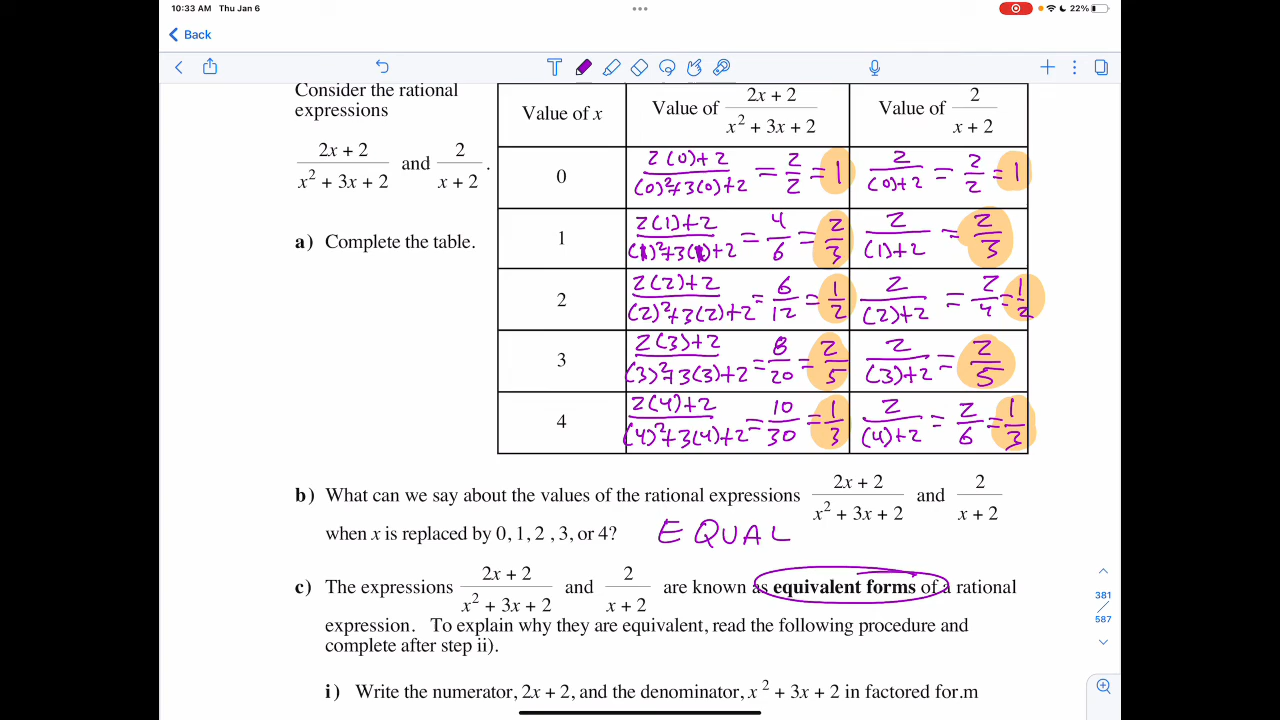 10:33 AM Thu Jan 6 22%
Back
Consider the rational expressions
(2x + 2)/(x² + 3x + 2) and 2/(x + 2).
a) Complete the table.
Value of x | Value of (2x + 2)/(x² + 3x + 2) | Value of 2/(x + 2)
0 | (2(0)+2)/((0)²+3(0)+2) = 2/2 = 1 | 2/((0)+2) = 2/2 = 1
1 | (2(1)+2)/((1)²+3(1)+2) = 4/6 = 2/3 | 2/((1)+2) = 2/3
2 | (2(2)+2)/((2)²+3(2)+2) = 6/12 = 1/2 | 2/((2)+2) = 2/4 = 1/2
3 | (2(3)+2)/((3)²+3(3)+2) = 8/20 = 2/5 | 2/((3)+2) = 2/5
4 | (2(4)+2)/((4)²+3(4)+2) = 10/30 = 1/3 | 2/((4)+2) = 2/6 = 1/3
b) What can we say about the values of the rational expressions (2x + 2)/(x² + 3x + 2) and 2/(x + 2)
when x is replaced by 0, 1, 2 , 3, or 4? EQUAL
c) The expressions (2x + 2)/(x² + 3x + 2) and 2/(x + 2) are known as equivalent forms of a rational
expression. To explain why they are equivalent, read the following procedure and
complete after step ii).
i) Write the numerator, 2x + 2, and the denominator, x² + 3x + 2 in factored for.m
381
587